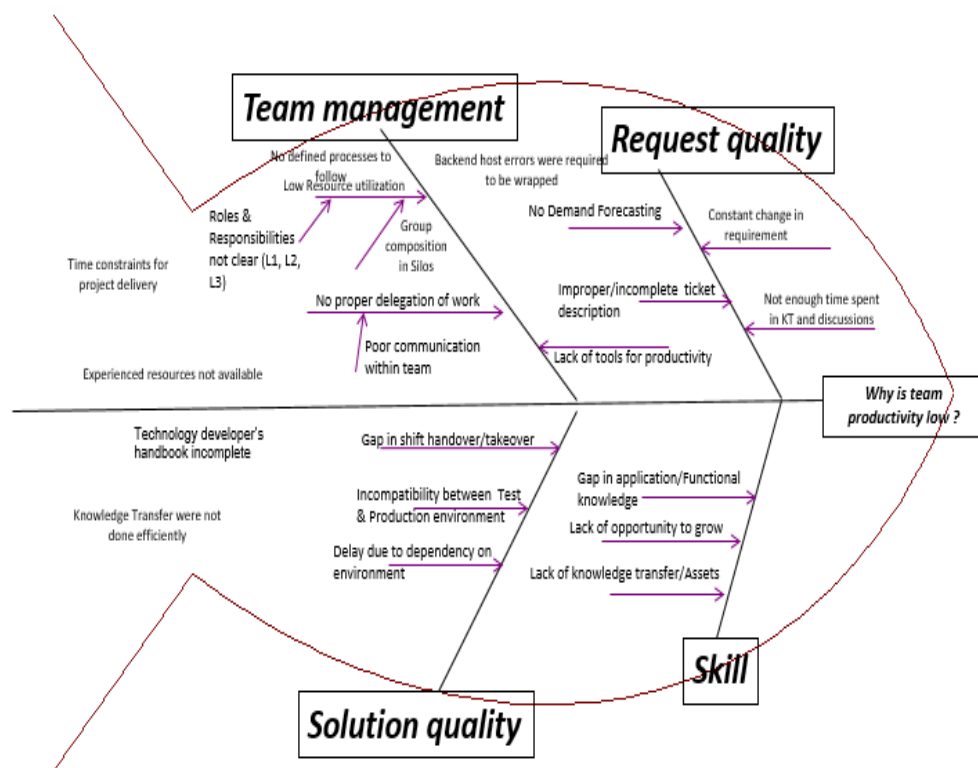 Team management
Request quality
No defined processes to
follow
Low Resource utilization
Backend host errors were required
to be wrapped
Roles &
Responsibilities
not clear (L1, L2,
L3)
Group
composition
in Silos
No Demand Forecasting
Constant change in
requirement
Time constraints for
project delivery
No proper delegation of work
Improper/incomplete ticket
description
Not enough time spent
in KT and discussions
Poor communication
within team
Lack of tools for productivity
Experienced resources not available
Why is team
productivity low ?
Technology developer's
handbook incomplete
Gap in shift handover/takeover
Gap in application/Functional
knowledge
Incompatibility between Test
& Production environment
Knowledge Transfer were not
done efficiently
Lack of opportunity to grow
Delay due to dependency on
environment
Lack of knowledge transfer/Assets
Skill
Solution quality